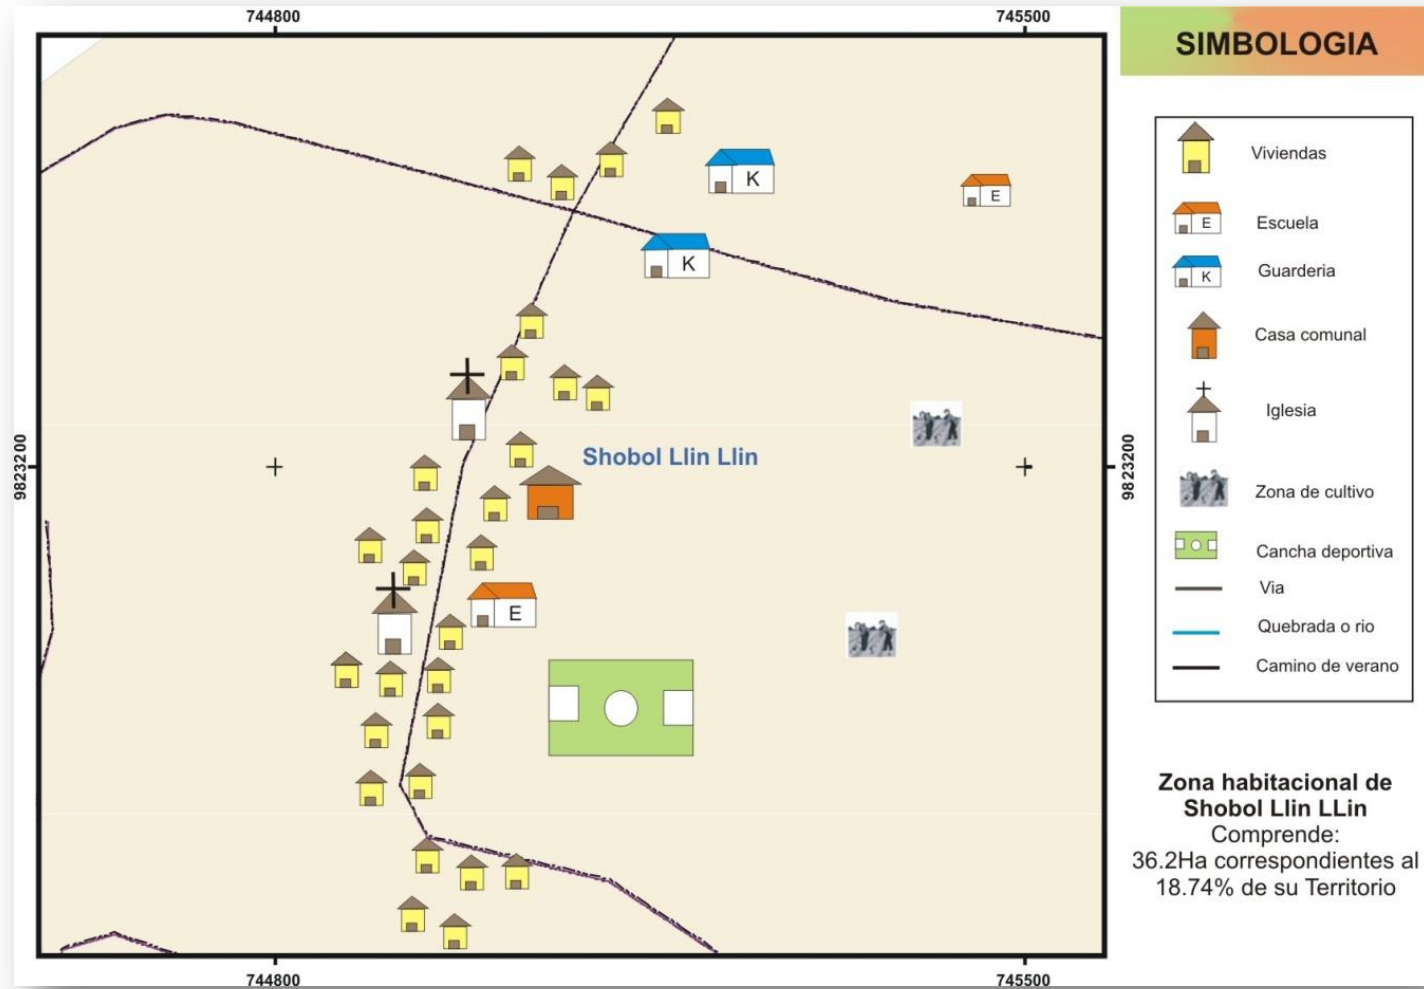 744800
745500
SIMBOLOGIA
K
E
K
9823200
Shobol Llin Llin
9823200
E
744800
745500
Viviendas
E
Escuela
K
Guarderia
Casa comunal
Iglesia
Zona de cultivo
Cancha deportiva
Via
Quebrada o rio
Camino de verano
Zona habitacional de
Shobol Llin LLin
Comprende:
36.2Ha correspondientes al
18.74% de su Territorio